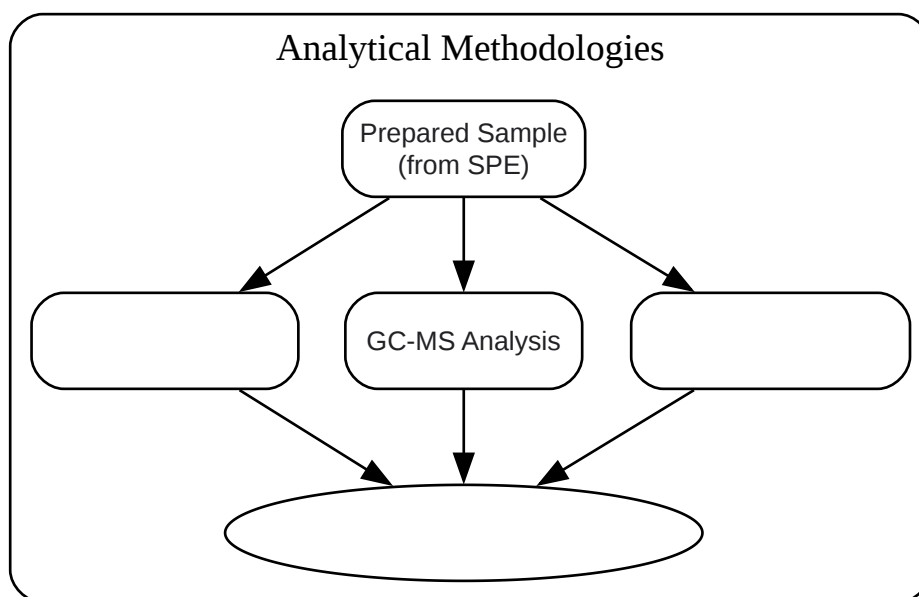 Analytical Methodologies
Prepared Sample
(from SPE)
GC-MS Analysis